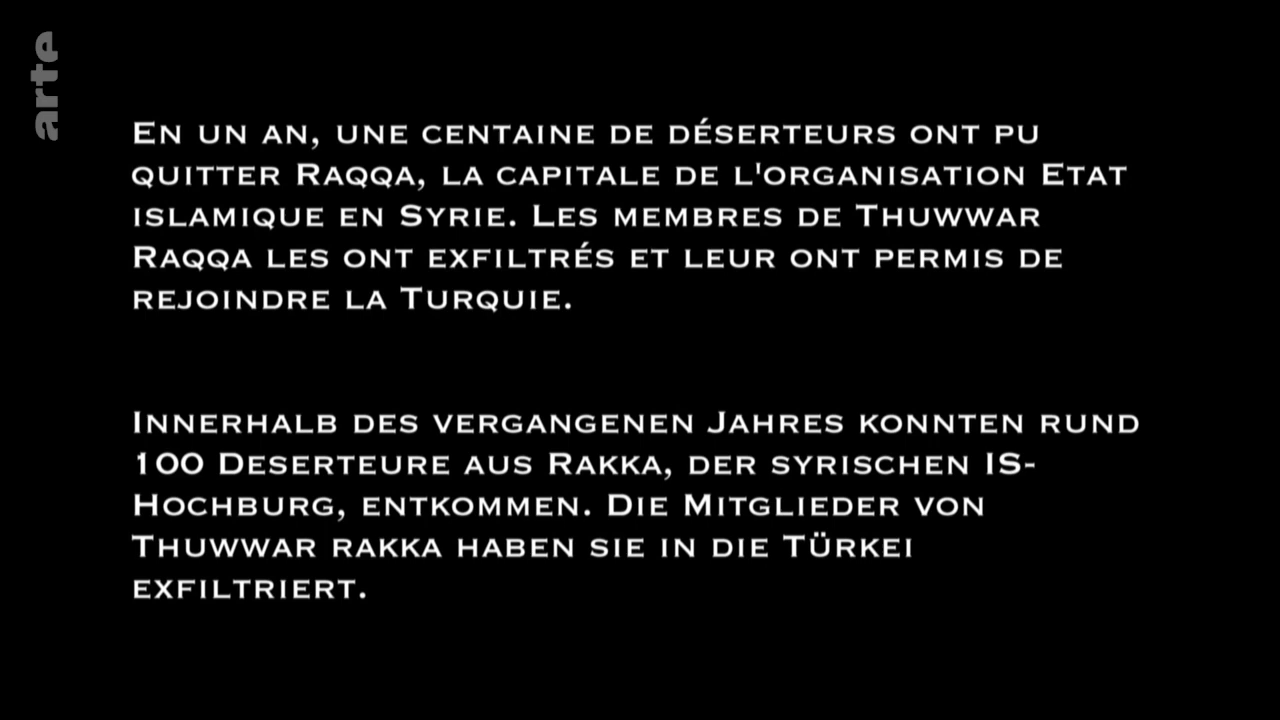 arte
En un an, une centaine de déserteurs ont pu
quitter Raqqa, la capitale de l'organisation Etat
islamique en Syrie. Les membres de Thuwwar
Raqqa les ont exfiltrés et leur ont permis de
rejoindre la Turquie.
Innerhalb des vergangenen Jahres konnten rund
100 Deserteure aus Rakka, der syrischen IS-
Hochburg, entkommen. Die Mitglieder von
Thuwwar rakka haben sie in die Türkei
exfiltriert.